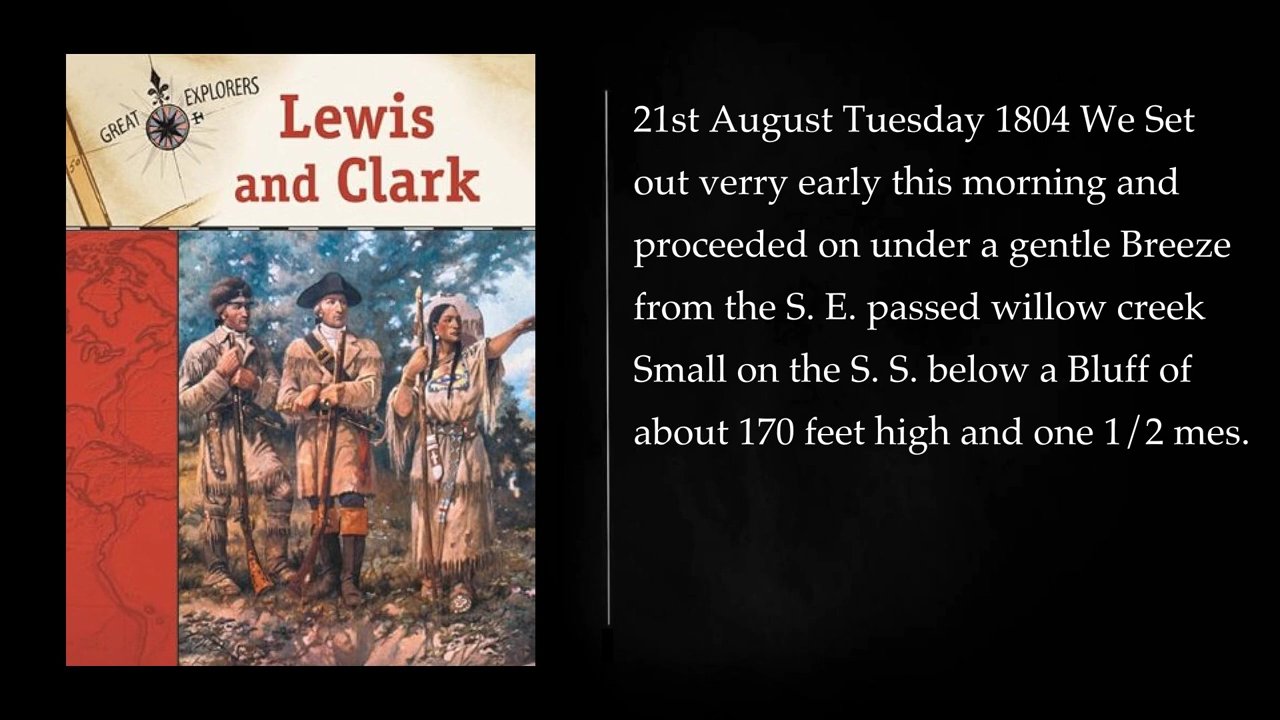 GREAT EXPLORERS
Lewis
and Clark
50
21st August Tuesday 1804 We Set
out verry early this morning and
proceeded on under a gentle Breeze
from the S. E. passed willow creek
Small on the S. S. below a Bluff of
about 170 feet high and one 1/2 mes.